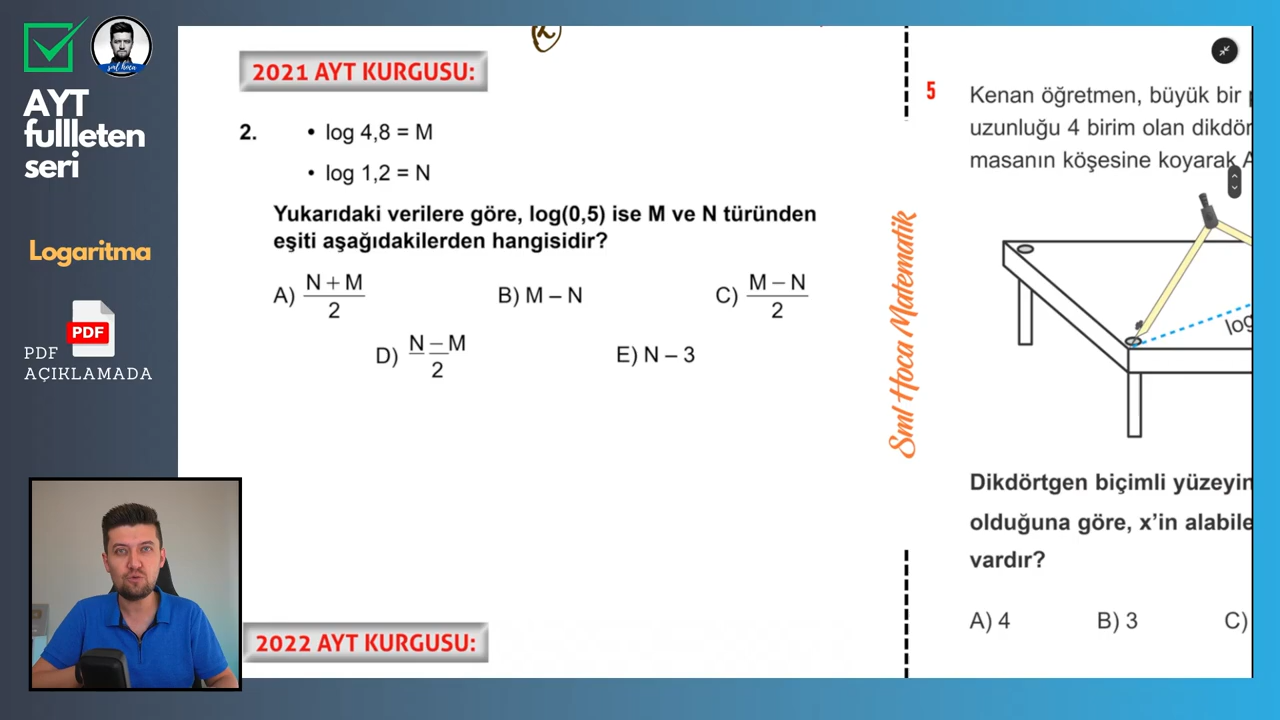 sml hoca
AYT
fullleten
seri
Logaritma
PDF
PDF
AÇIKLAMADA
2021 AYT KURGUSU:
2. • log 4,8 = M
• log 1,2 = N
Yukarıdaki verilere göre, log(0,5) ise M ve N türünden
eşiti aşağıdakilerden hangisidir?
A) N + M / 2 B) M – N C) M – N / 2
D) N – M / 2 E) N – 3
2022 AYT KURGUSU:
Sml Hoca Matematik
5 Kenan öğretmen, büyük bir
uzunluğu 4 birim olan dikdör
masanın köşesine koyarak A
log
Dikdörtgen biçimli yüzeyin
olduğuna göre, x’in alabile
vardır?
A) 4 B) 3 C)